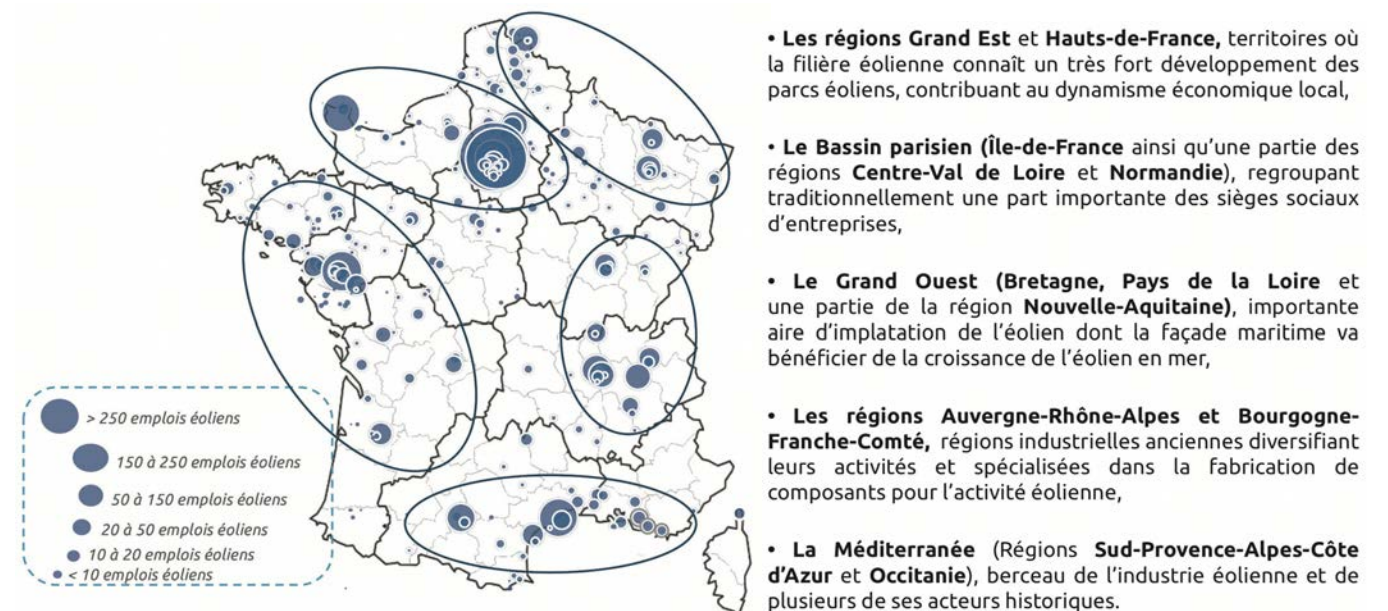 • Les régions Grand Est et Hauts-de-France, territoires où
la filière éolienne connaît un très fort développement des
parcs éoliens, contribuant au dynamisme économique local,
• Le Bassin parisien (Île-de-France ainsi qu'une partie des
régions Centre-Val de Loire et Normandie), regroupant
traditionnellement une part importante des sièges sociaux
d'entreprises,
• Le Grand Ouest (Bretagne, Pays de la Loire et
une partie de la région Nouvelle-Aquitaine), importante
aire d'implatation de l'éolien dont la façade maritime va
bénéficier de la croissance de l'éolien en mer,
• Les régions Auvergne-Rhône-Alpes et Bourgogne-
Franche-Comté, régions industrielles anciennes diversifiant
leurs activités et spécialisées dans la fabrication de
composants pour l'activité éolienne,
• La Méditerranée (Régions Sud-Provence-Alpes-Côte
d'Azur et Occitanie), berceau de l'industrie éolienne et de
plusieurs de ses acteurs historiques.
> 250 emplois éoliens
150 à 250 emplois éoliens
50 à 150 emplois éoliens
20 à 50 emplois éoliens
10 à 20 emplois éoliens
< 10 emplois éoliens